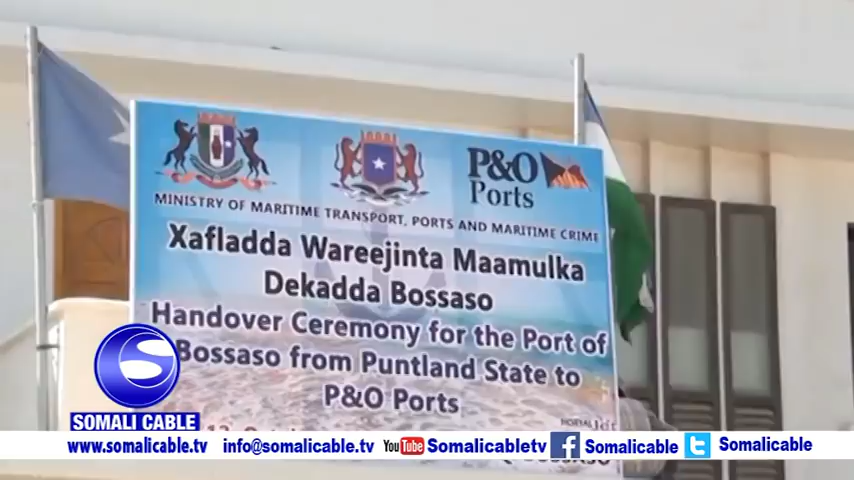 P&O
Ports
MINISTRY OF MARITIME TRANSPORT, PORTS AND MARITIME CRIME
Xafladda Wareejinta Maamulka
Dekadda Bossaso
Handover Ceremony for the Port of
Bossaso from Puntland State to
P&O Ports
S
SOMALI CABLE
www.somalicable.tv info@somalicable.tv YouTube Somalicabletv f Somalicable Somalicable